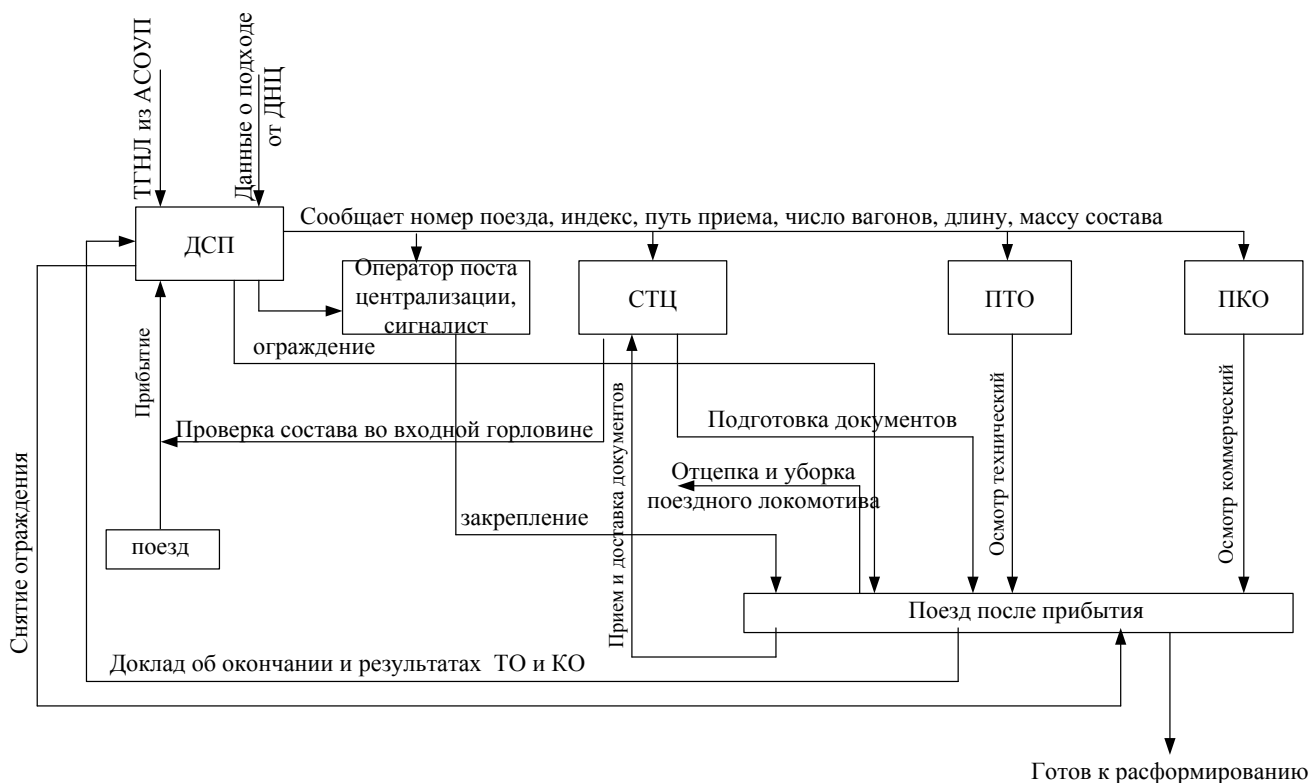 ТГНЛ из АСОУП
Данные о подходе
от ДНЦ
Сообщает номер поезда, индекс, путь приема, число вагонов, длину, массу состава
ДСП
Оператор поста
централизации,
сигналист
СТЦ
ПТО
ПКО
ограждение
Прибытие
Проверка состава во входной горловине
Подготовка документов
Осмотр технический
Осмотр коммерческий
Отцепка и уборка
поездного локомотива
Прием и доставка документов
закрепление
поезд
Снятие ограждения
Поезд после прибытия
Доклад об окончании и результатах ТО и КО
Готов к расформированию